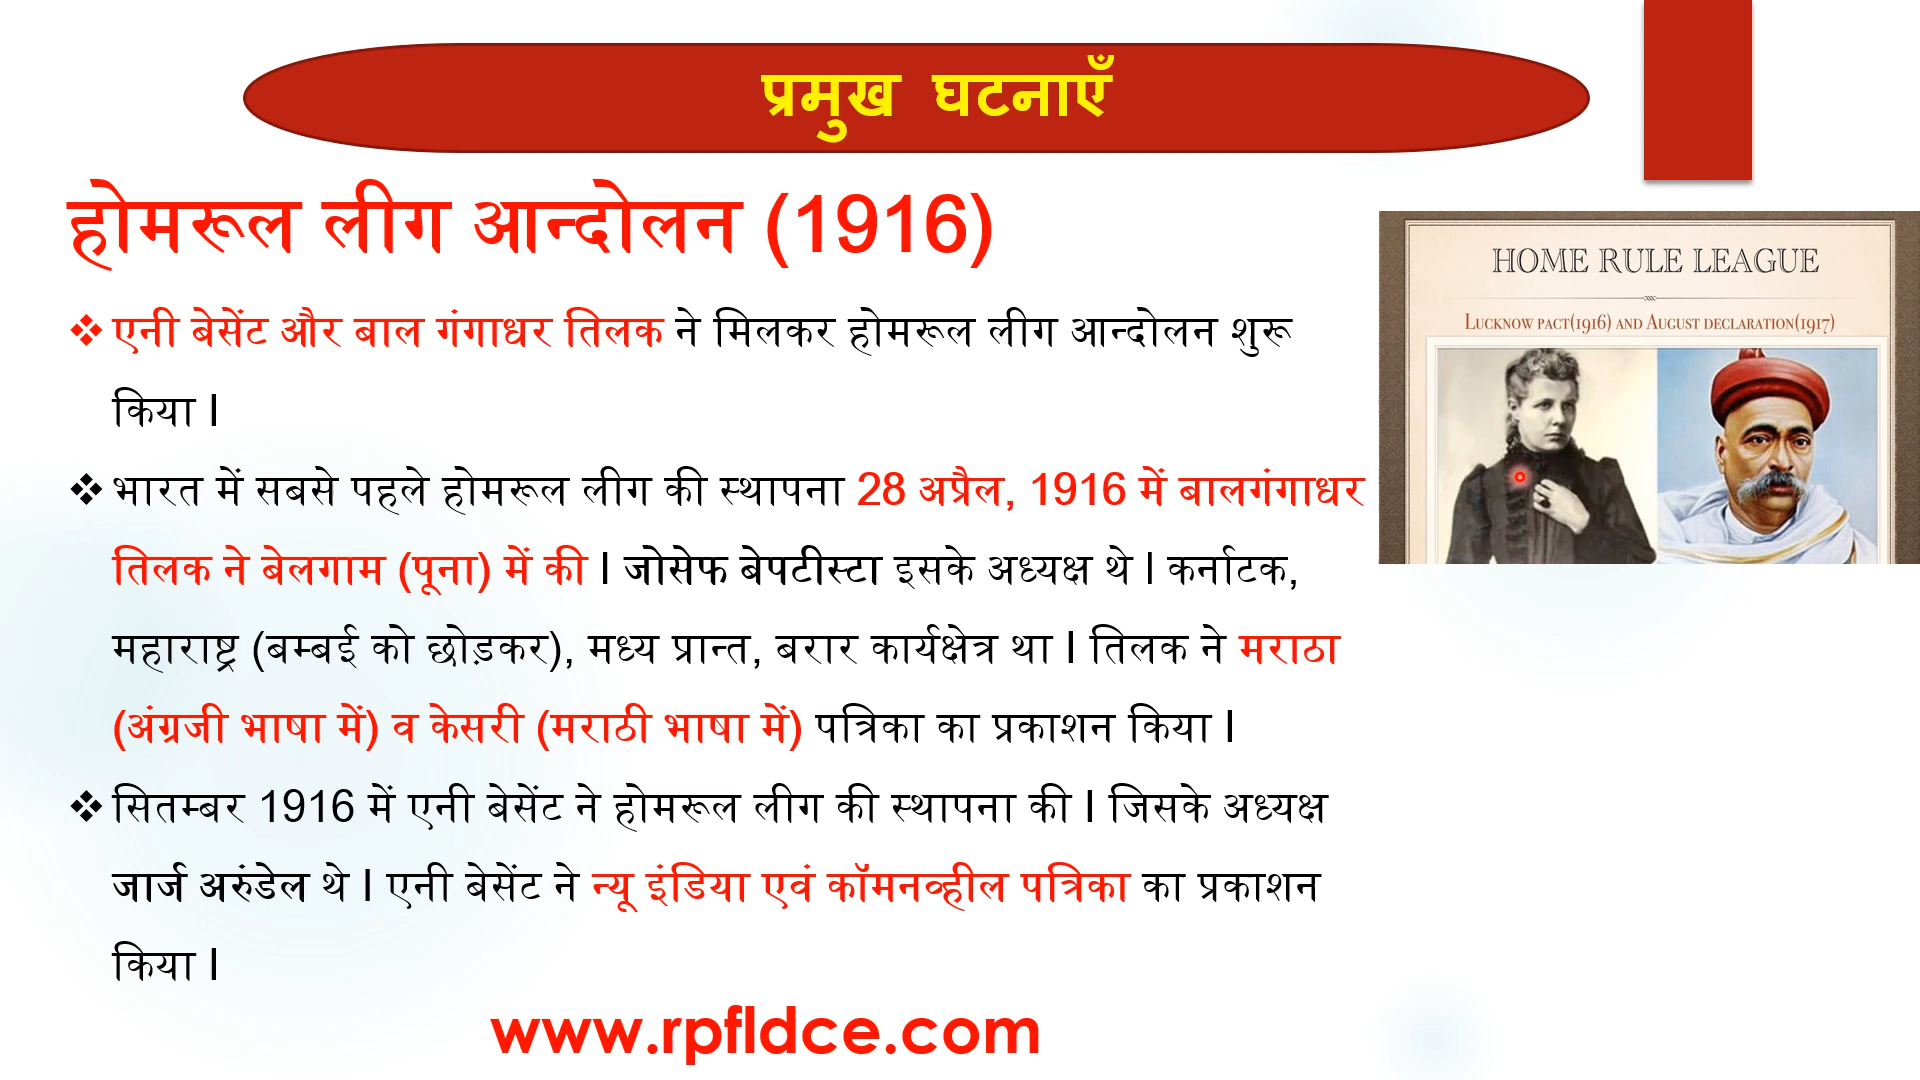 प्रमुख घटनाएँ
होमरूल लीग आन्दोलन (1916)
HOME RULE LEAGUE
LUCKNOW PACT(1916) AND AUGUST DECLARATION(1917)
❖ एनी बेसेंट और बाल गंगाधर तिलक ने मिलकर होमरूल लीग आन्दोलन शुरू
किया l
❖ भारत में सबसे पहले होमरूल लीग की स्थापना 28 अप्रैल, 1916 में बालगंगाधर
तिलक ने बेलगाम (पूना) में की l जोसेफ बेपटीस्टा इसके अध्यक्ष थे l कर्नाटक,
महाराष्ट्र (बम्बई को छोड़कर), मध्य प्रान्त, बरार कार्यक्षेत्र था l तिलक ने मराठा
(अंग्रजी भाषा में) व केसरी (मराठी भाषा में) पत्रिका का प्रकाशन किया l
❖ सितम्बर 1916 में एनी बेसेंट ने होमरूल लीग की स्थापना की l जिसके अध्यक्ष
जार्ज अरुंडेल थे l एनी बेसेंट ने न्यू इंडिया एवं कॉमनव्हील पत्रिका का प्रकाशन
किया l
www.rpfldce.com